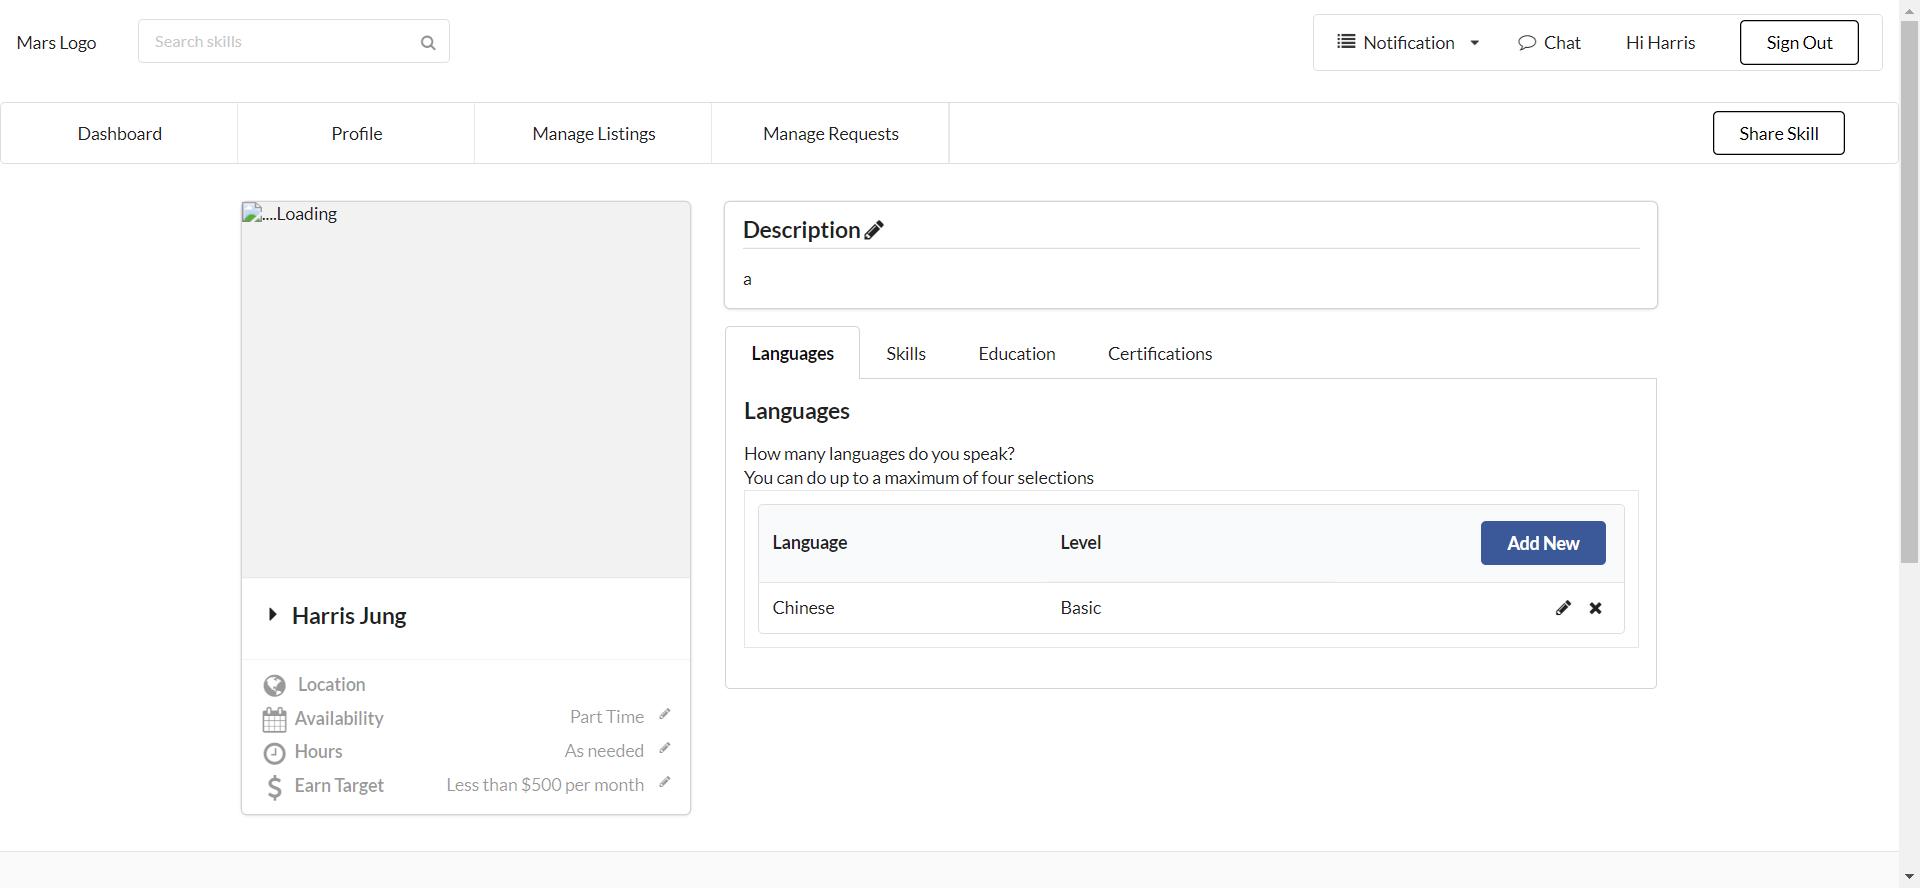 Mars Logo
Search skills
Notification
Chat
Hi Harris
Sign Out
Dashboard
Profile
Manage Listings
Manage Requests
Share Skill
....Loading
Harris Jung
Location
Availability
Part Time
Hours
As needed
Earn Target
Less than $500 per month
Description
a
Languages
Skills
Education
Certifications
Languages
How many languages do you speak?
You can do up to a maximum of four selections
Language
Level
Add New
Chinese
Basic